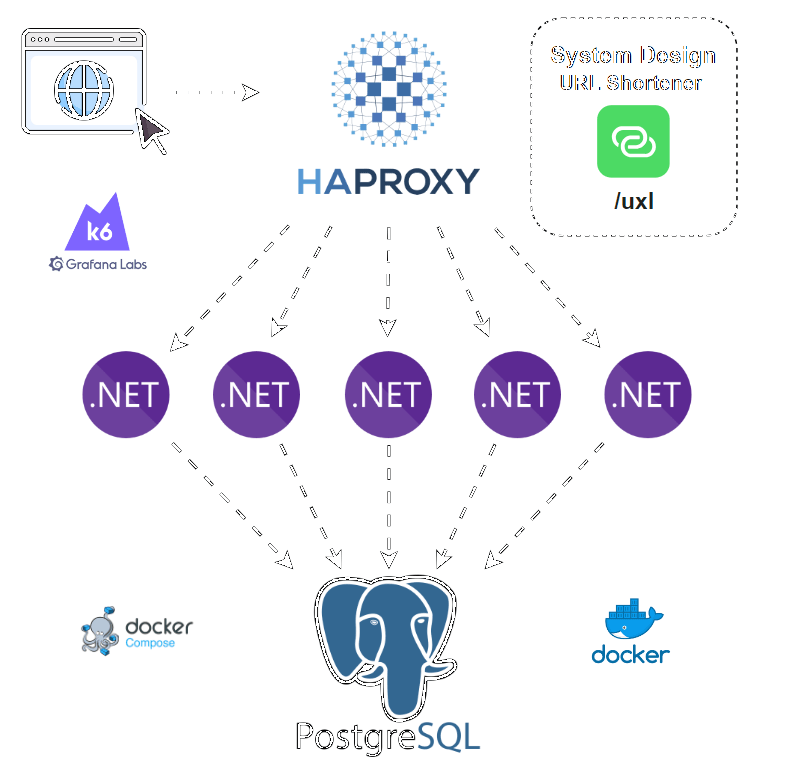 System Design
URL Shortener
/uxl
HAPROXY
k6
Grafana Labs
.NET
.NET
.NET
.NET
.NET
docker
Compose
docker
PostgreSQL